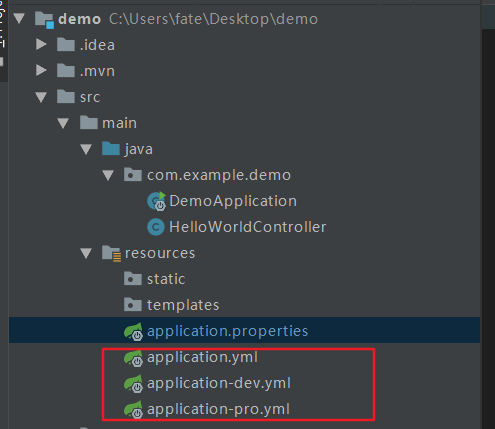 demo C:\Users\fate\Desktop\demo
.idea
.mvn
src
main
java
com.example.demo
DemoApplication
HelloWorldController
resources
static
templates
application.properties
application.yml
application-dev.yml
application-pro.yml